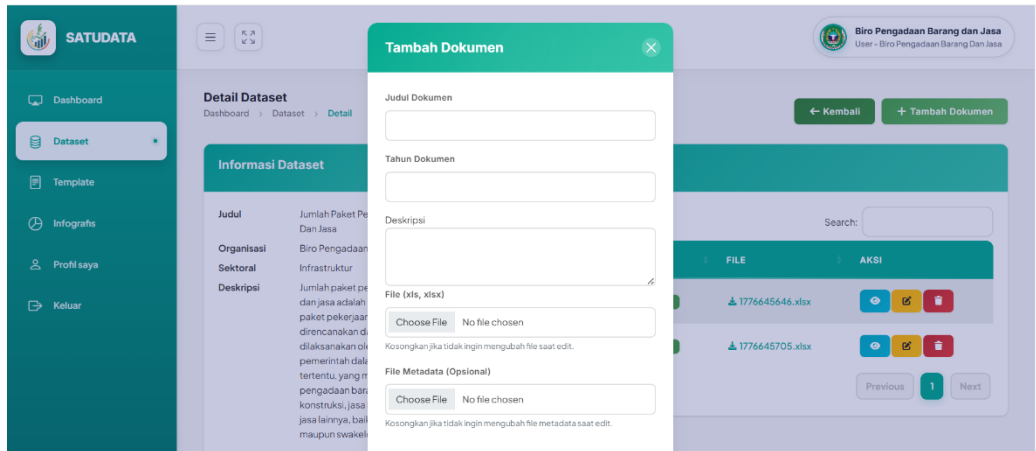 SATUDATA
Dashboard
Dataset
Template
Infografis
Profil saya
Keluar
Biro Pengadaan Barang dan Jasa
User - Biro Pengadaan Barang Dan Jasa
Detail Dataset
Dashboard › Dataset › Detail
← Kembali
+ Tambah Dokumen
Informasi Dataset
Judul
Jumlah Paket Pe
Dan Jasa
Organisasi
Biro Pengadaan
Sektoral
Infrastruktur
Deskripsi
Jumlah paket pe
dan jasa adalah
paket pekerjaan
direncanakan da
dilaksanakan ole
pemerintah dala
tertentu, yang m
pengadaan bara
konstruksi, jasa
jasa lainnya, baik
maupun swakel
Tambah Dokumen
Judul Dokumen
Tahun Dokumen
Deskripsi
File (xls, xlsx)
Choose File No file chosen
Kosongkan jika tidak ingin mengubah file saat edit.
File Metadata (Opsional)
Choose File No file chosen
Kosongkan jika tidak ingin mengubah file metadata saat edit.
Search:
FILE AKSI
1776645646.xlsx
1776645705.xlsx
Previous 1 Next